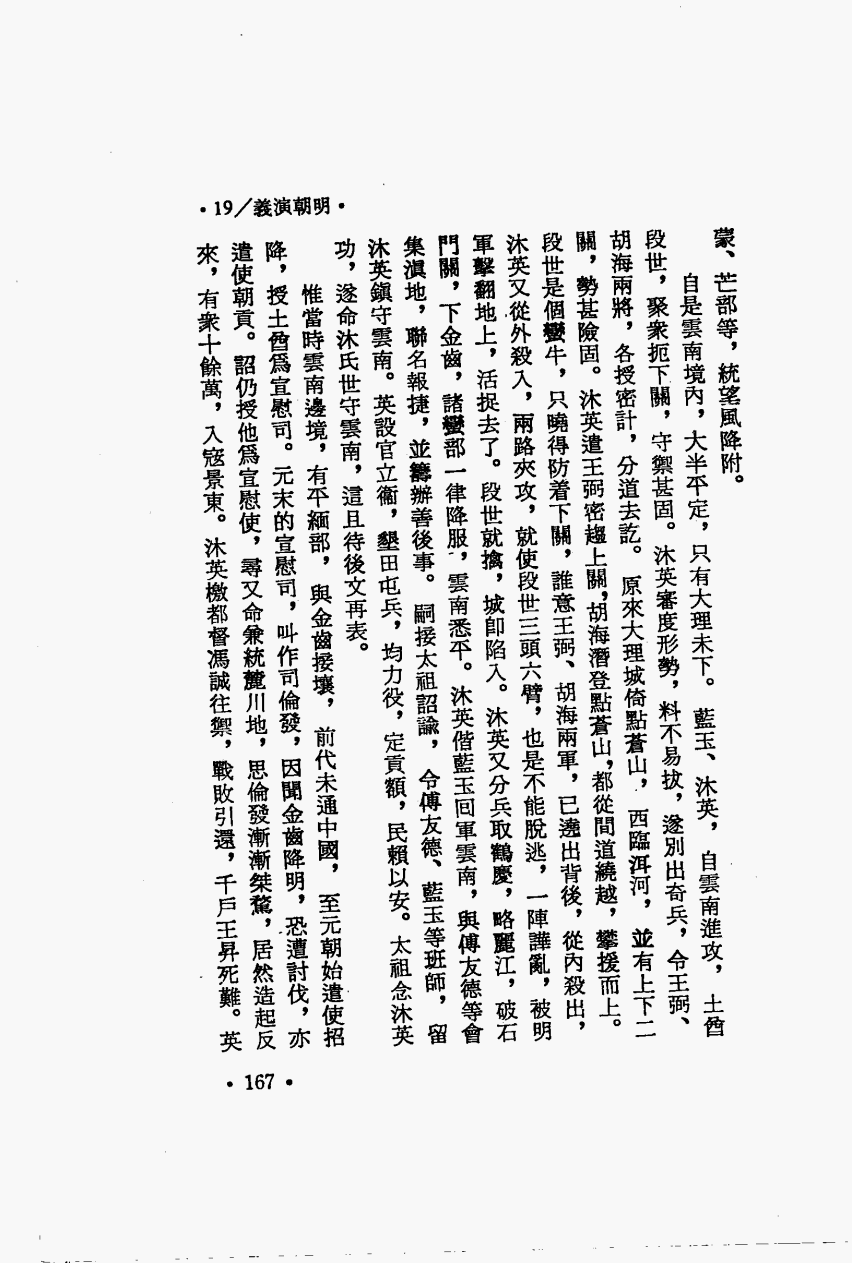 •19/義演朝明•
蒙、芒部等，統望風降附。
自是雲南境內，大半平定，只有大理未下。藍玉、沐英，自雲南進攻，土酋
段世，聚衆扼下關，守禦甚固。沐英審度形勢，料不易拔，遂別出奇兵，令王弼、
胡海兩將，各授密計，分道去訖。原來大理城倚點蒼山，西臨洱河，並有上下二
關，勢甚險固。沐英遣王弼密趨上關，胡海潛登點蒼山，都從間道繞越，攀援而上。
段世是個蠻牛，只曉得防着下關，誰意王弼、胡海兩軍，已遶出背後，從內殺出，
沐英又從外殺入，兩路夾攻，就使段世三頭六臂，也是不能脫逃，一陣譁亂，被明
軍擊翻地上，活捉去了。段世就擒，城卽陷入。沐英又分兵取鶴慶，略麗江，破石
門關，下金齒，諸蠻部一律降服，雲南悉平。沐英偕藍玉回軍雲南，與傅友德等會
集滇地，聯名報捷，並籌辦善後事。嗣接太祖詔諭，令傅友德、藍玉等班師，留
沐英鎮守雲南。英設官立衞，墾田屯兵，均力役，定貢額，民賴以安。太祖念沐英
功，遂命沐氏世守雲南，這且待後文再表。
惟當時雲南邊境，有平緬部，與金齒接壤，前代未通中國，至元朝始遣使招
降，授土酋爲宣慰司。元末的宣慰司，叫作司倫發，因聞金齒降明，恐遭討伐，亦
遣使朝貢。詔仍授他爲宣慰使，尋又命兼統麓川地，思倫發漸漸桀驁，居然造起反
來，有衆十餘萬，入寇景東。沐英檄都督馮誠往禦，戰敗引還，千戶王昇死難。英
•167•